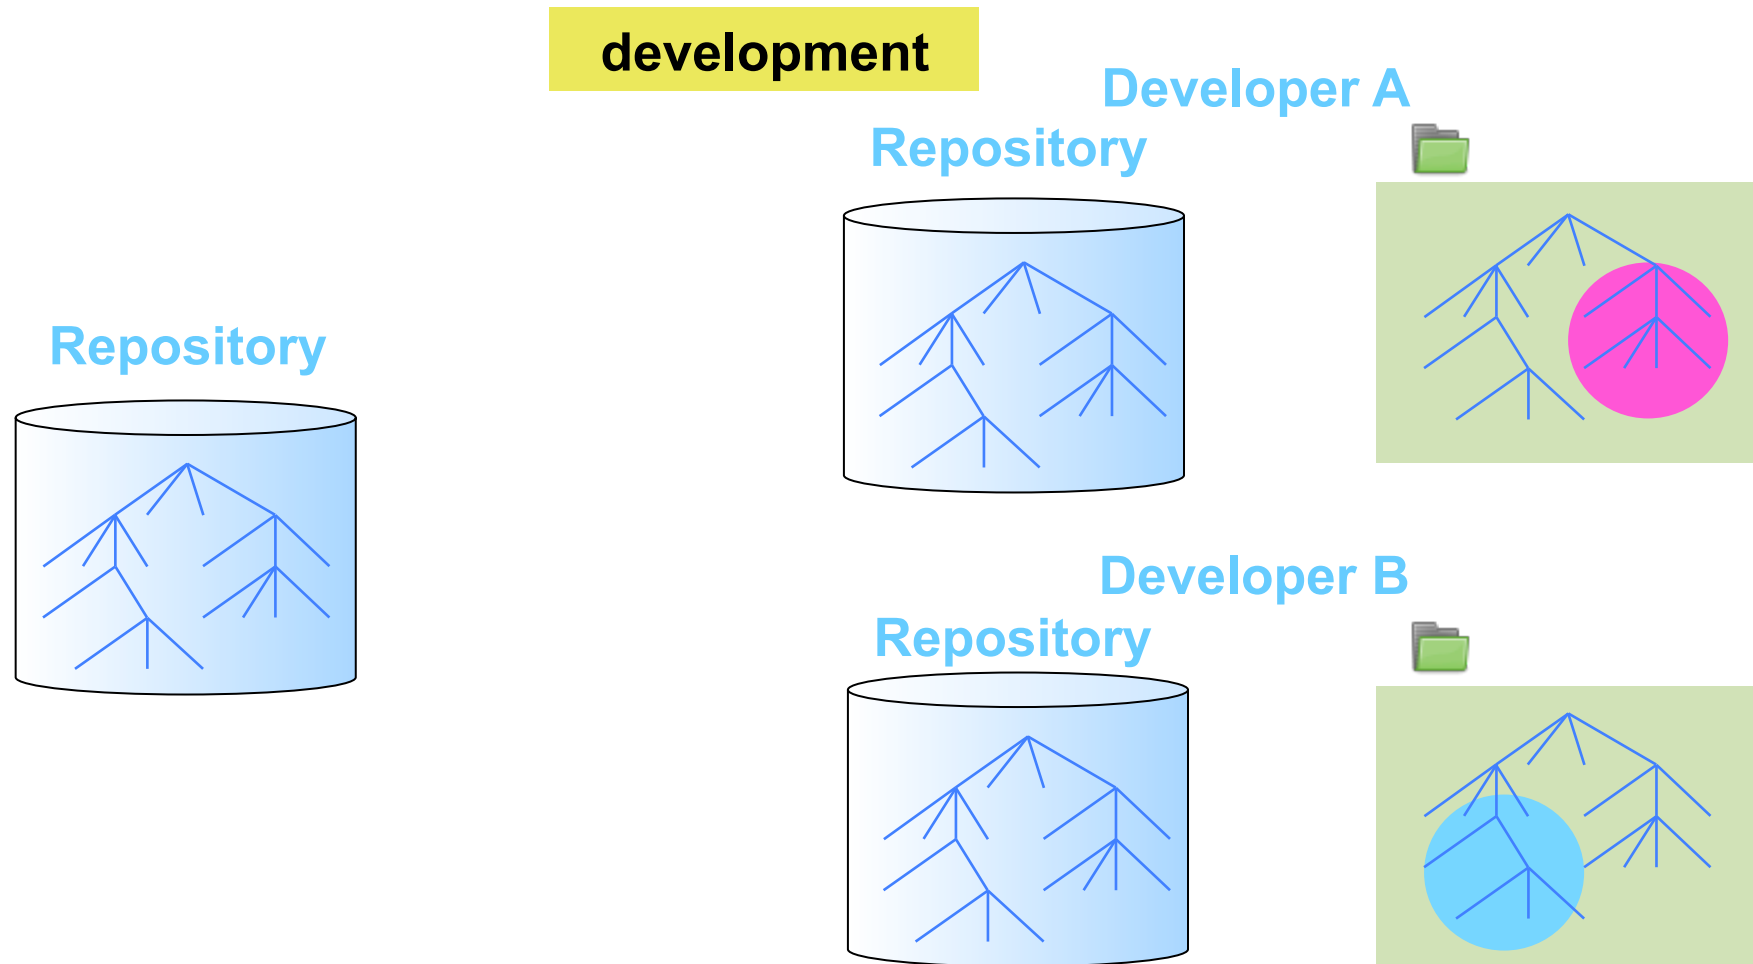 development
Developer A
Repository
Repository
Developer B
Repository